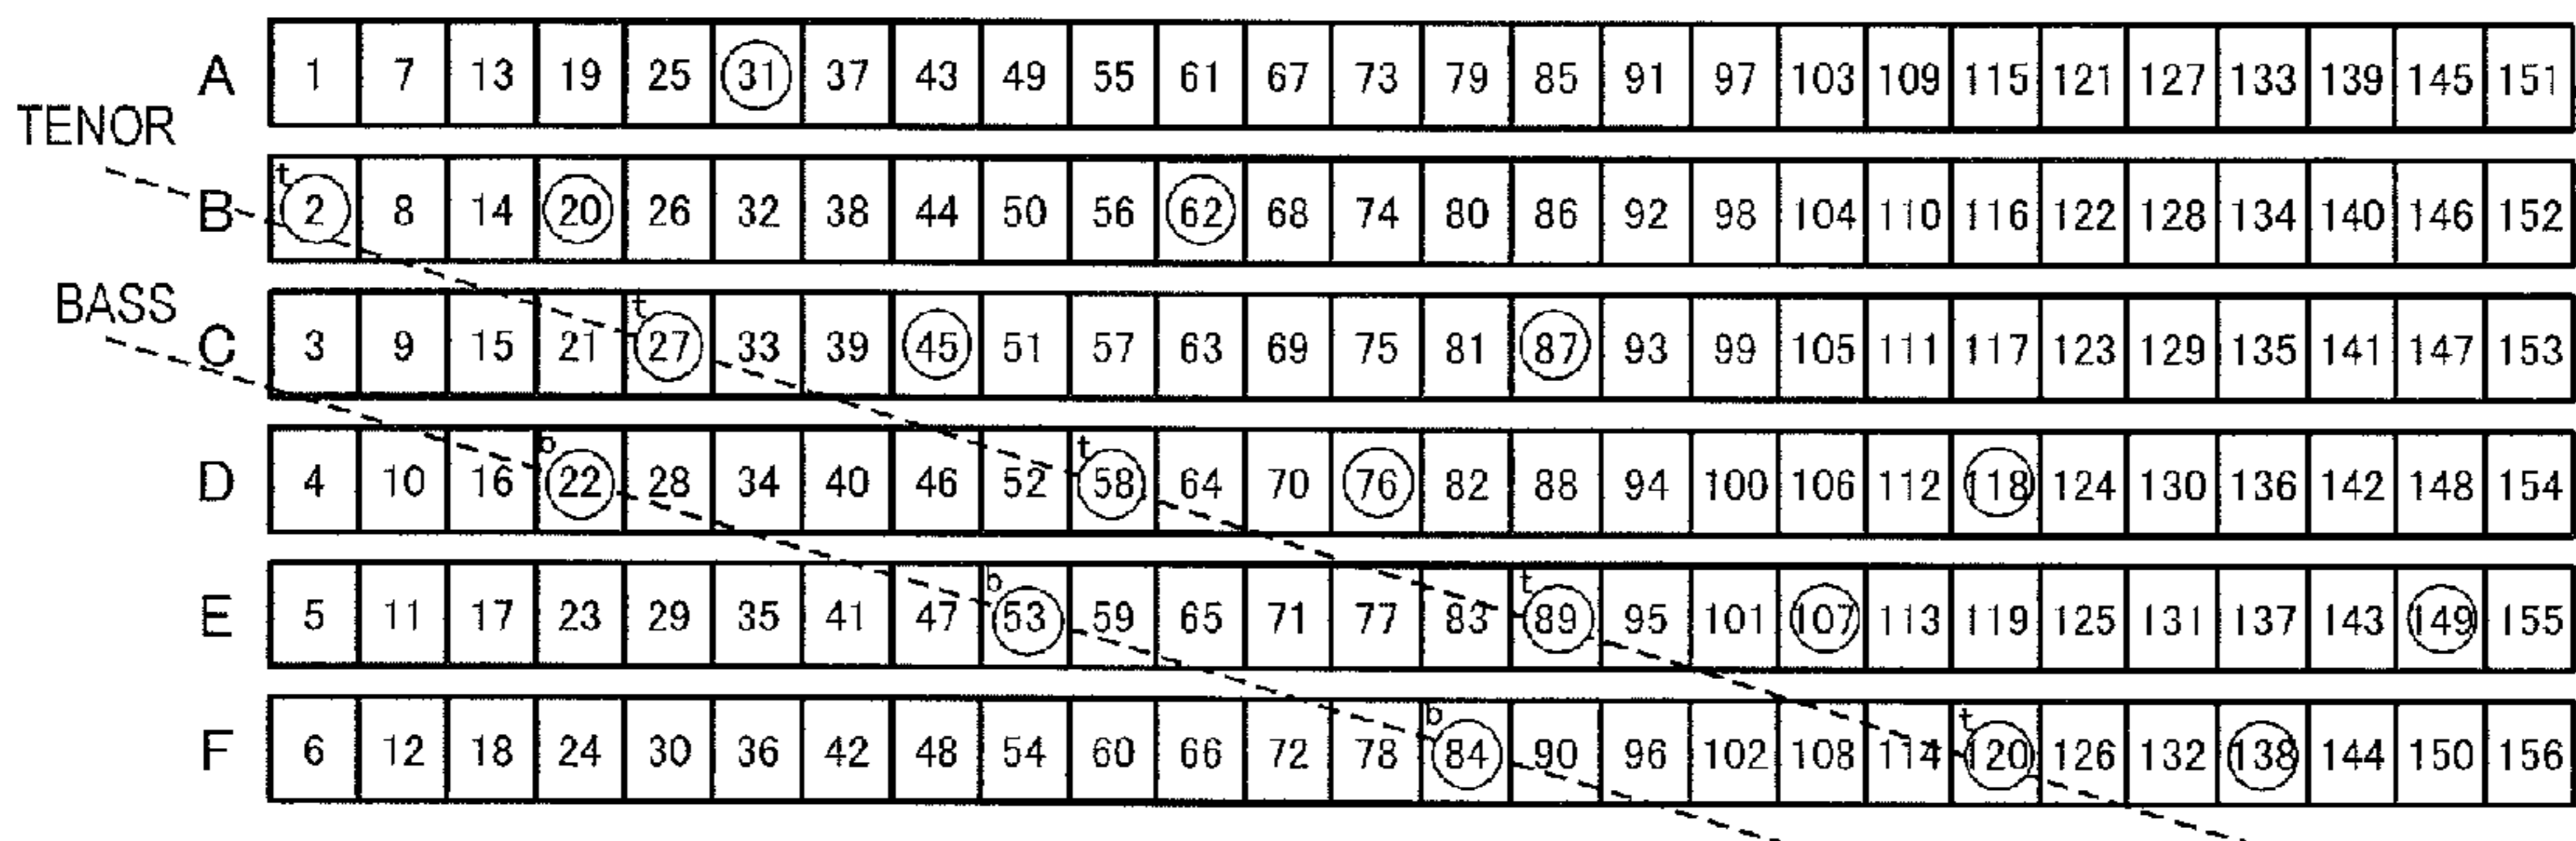 A 1 7 13 19 25 31 37 43 49 55 61 67 73 79 85 91 97 103 109 115 121 127 133 139 145 151
TENOR
t
B 2 8 14 20 26 32 38 44 50 56 62 68 74 80 86 92 98 104 110 116 122 128 134 140 146 152
BASS
t
C 3 9 15 21 27 33 39 45 51 57 63 69 75 81 87 93 99 105 111 117 123 129 135 141 147 153
b t
D 4 10 16 22 28 34 40 46 52 58 64 70 76 82 88 94 100 106 112 118 124 130 136 142 148 154
b t
E 5 11 17 23 29 35 41 47 53 59 65 71 77 83 89 95 101 107 113 119 125 131 137 143 149 155
b t
F 6 12 18 24 30 36 42 48 54 60 66 72 78 84 90 96 102 108 114 120 126 132 138 144 150 156